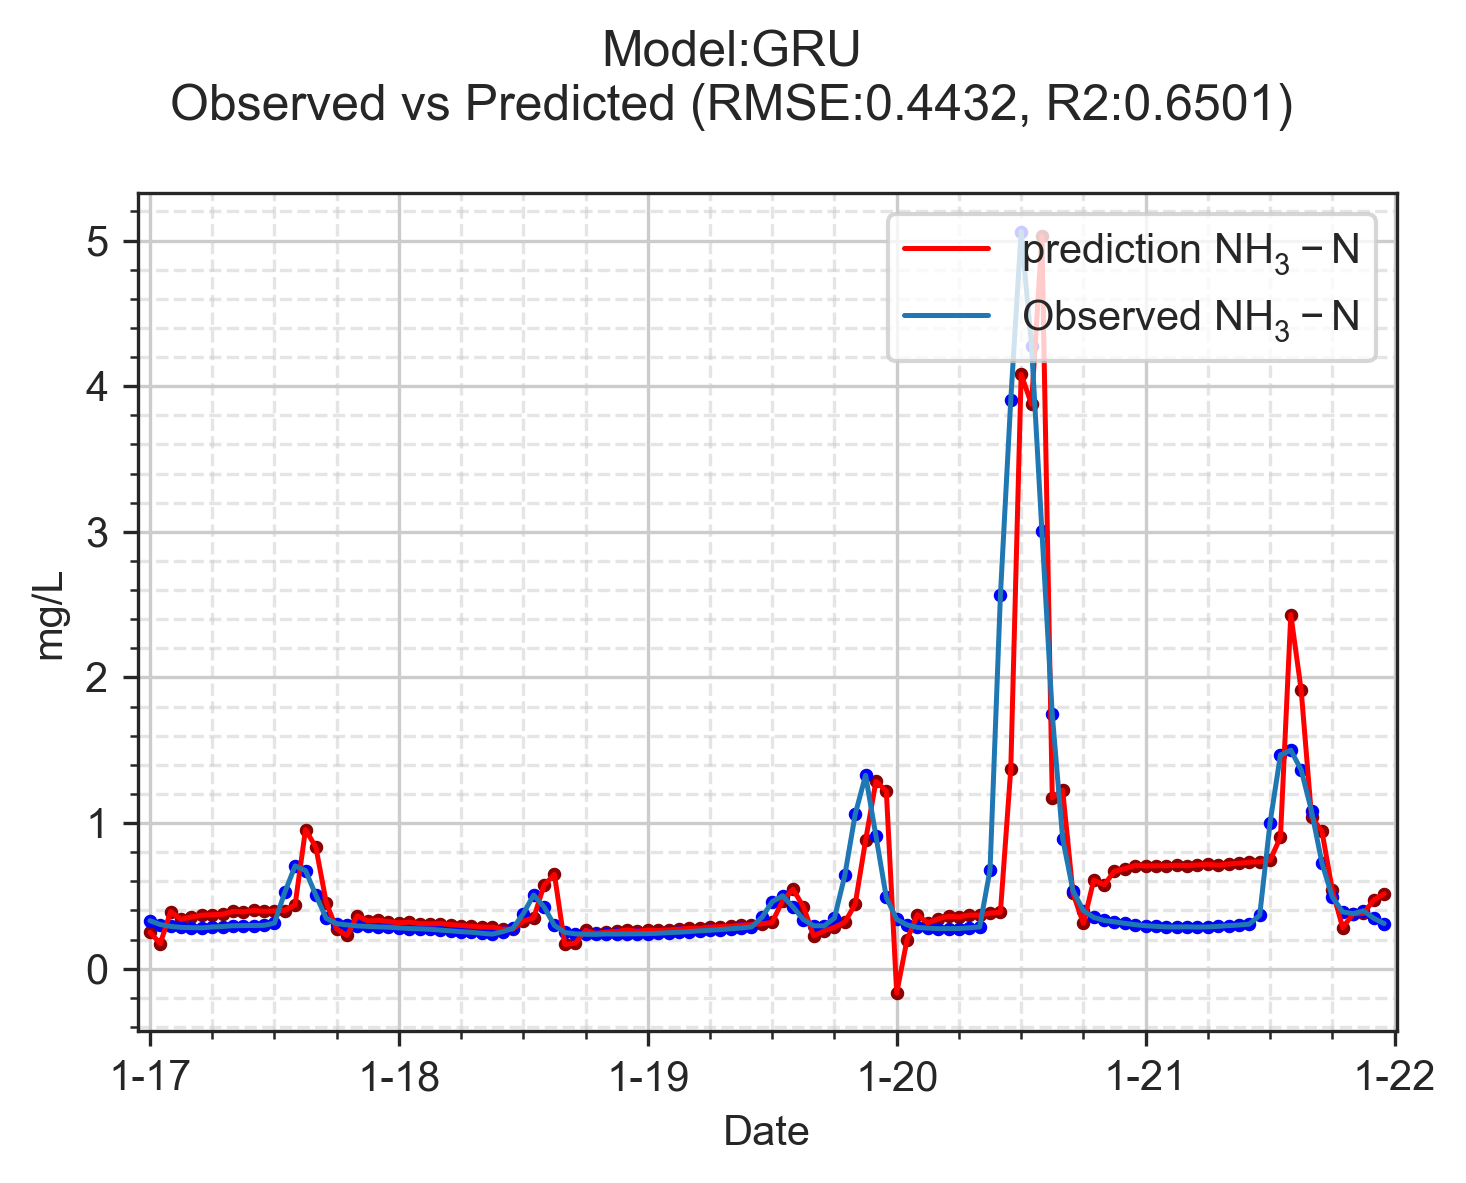 Model:GRU
Observed vs Predicted (RMSE:0.4432, R2:0.6501)
prediction NH₃ − N
Observed NH₃ − N
5
4
3
2
1
0
mg/L
1-17 1-18 1-19 1-20 1-21 1-22
Date